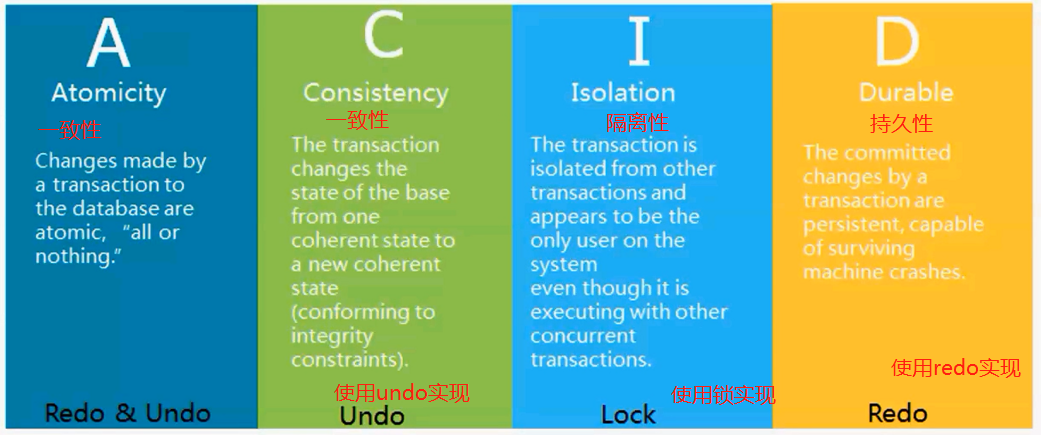 A
Atomicity
一致性
Changes made by
a transaction to
the database are
atomic, “all or
nothing.”
Redo & Undo
C
Consistency
一致性
The transaction
changes the
state of the base
from one
coherent state to
a new coherent
state
(conforming to
integrity
constraints).
使用undo实现
Undo
I
Isolation
隔离性
The transaction is
isolated from other
transactions and
appears to be the
only user on the
system
even though it is
executing with other
concurrent
transactions.
使用锁实现
Lock
D
Durable
持久性
The committed
changes by a
transaction are
persistent, capable
of surviving
machine crashes.
使用redo实现
Redo